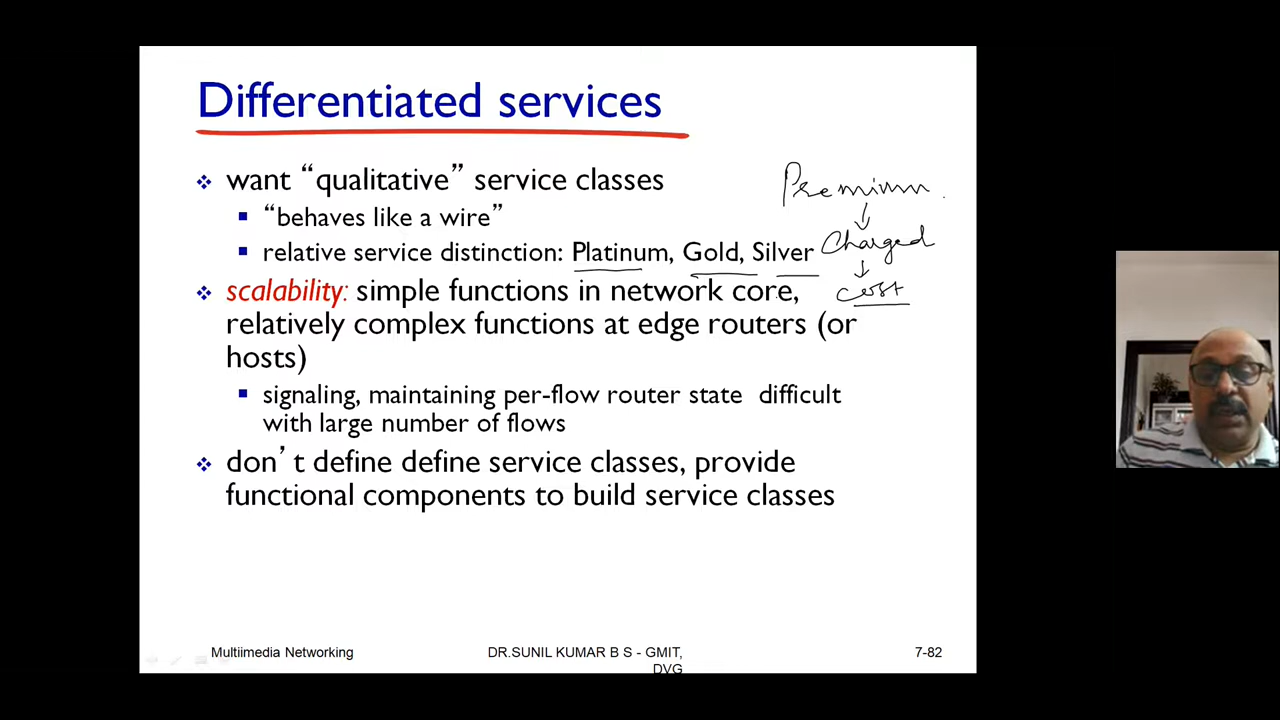 Differentiated services
want “qualitative” service classes
“behaves like a wire”
relative service distinction: Platinum, Gold, Silver
Premium
↓
Charged
↓
cost
scalability: simple functions in network core,
relatively complex functions at edge routers (or
hosts)
signaling, maintaining per-flow router state difficult
with large number of flows
don’t define define service classes, provide
functional components to build service classes
Multiimedia Networking
DR.SUNIL KUMAR B S - GMIT,
DVG
7-82